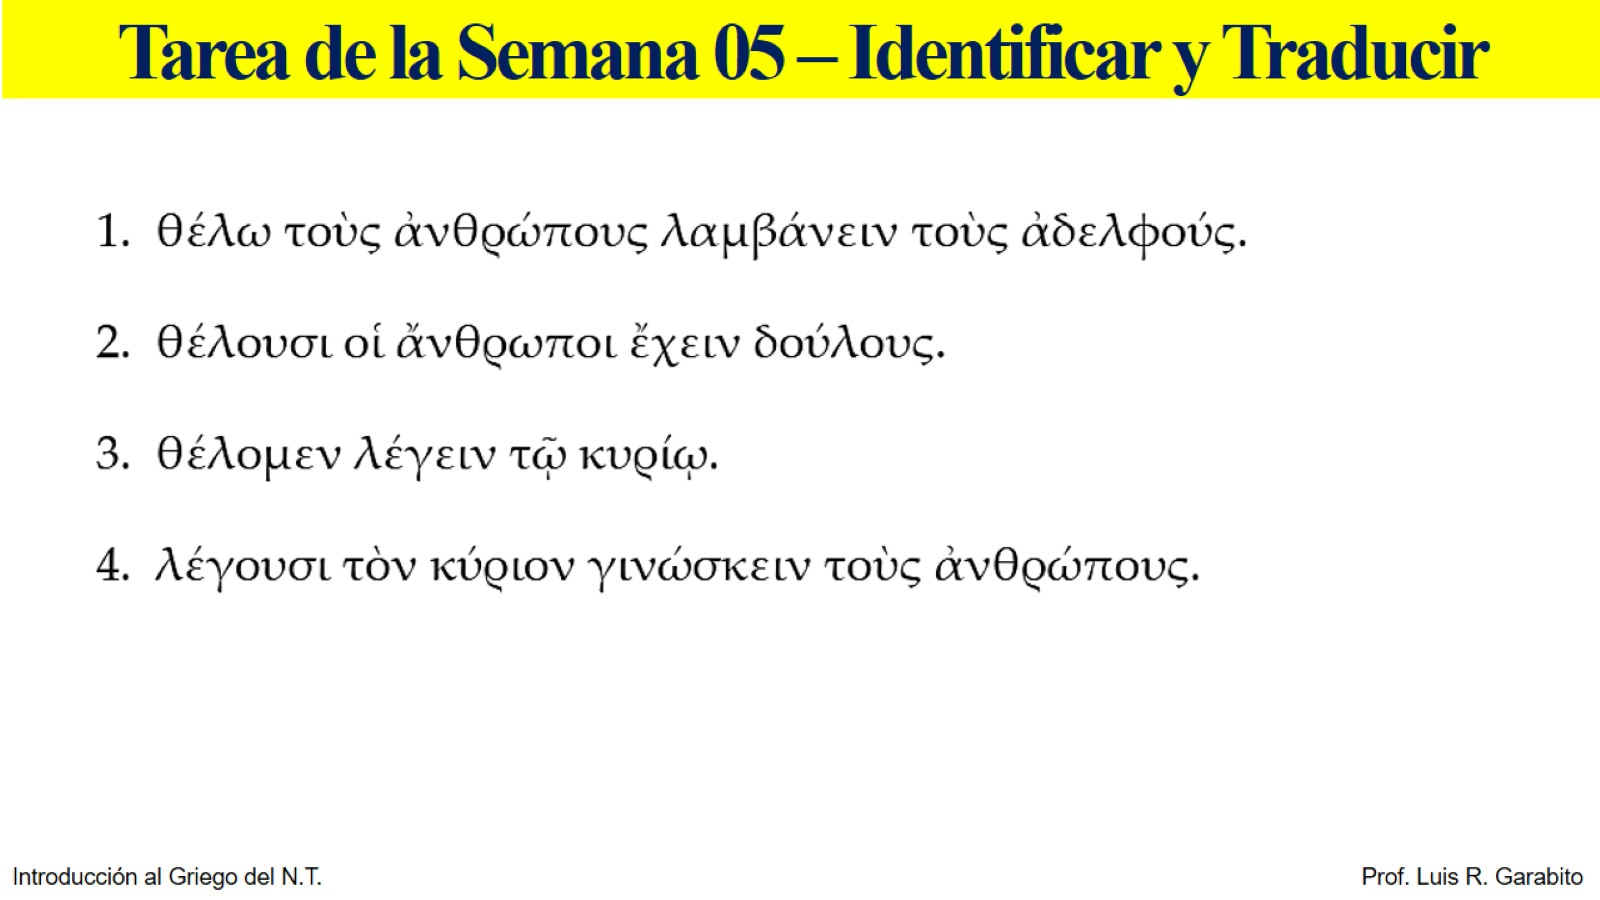 Tarea de la Semana 05 – Identificar y Traducir
1. θέλω τοὺς ἀνθρώπους λαμβάνειν τοὺς ἀδελφούς.
2. θέλουσι οἱ ἄνθρωποι ἔχειν δούλους.
3. θέλομεν λέγειν τῷ κυρίῳ.
4. λέγουσι τὸν κύριον γινώσκειν τοὺς ἀνθρώπους.
Introducción al Griego del N.T.
Prof. Luis R. Garabito